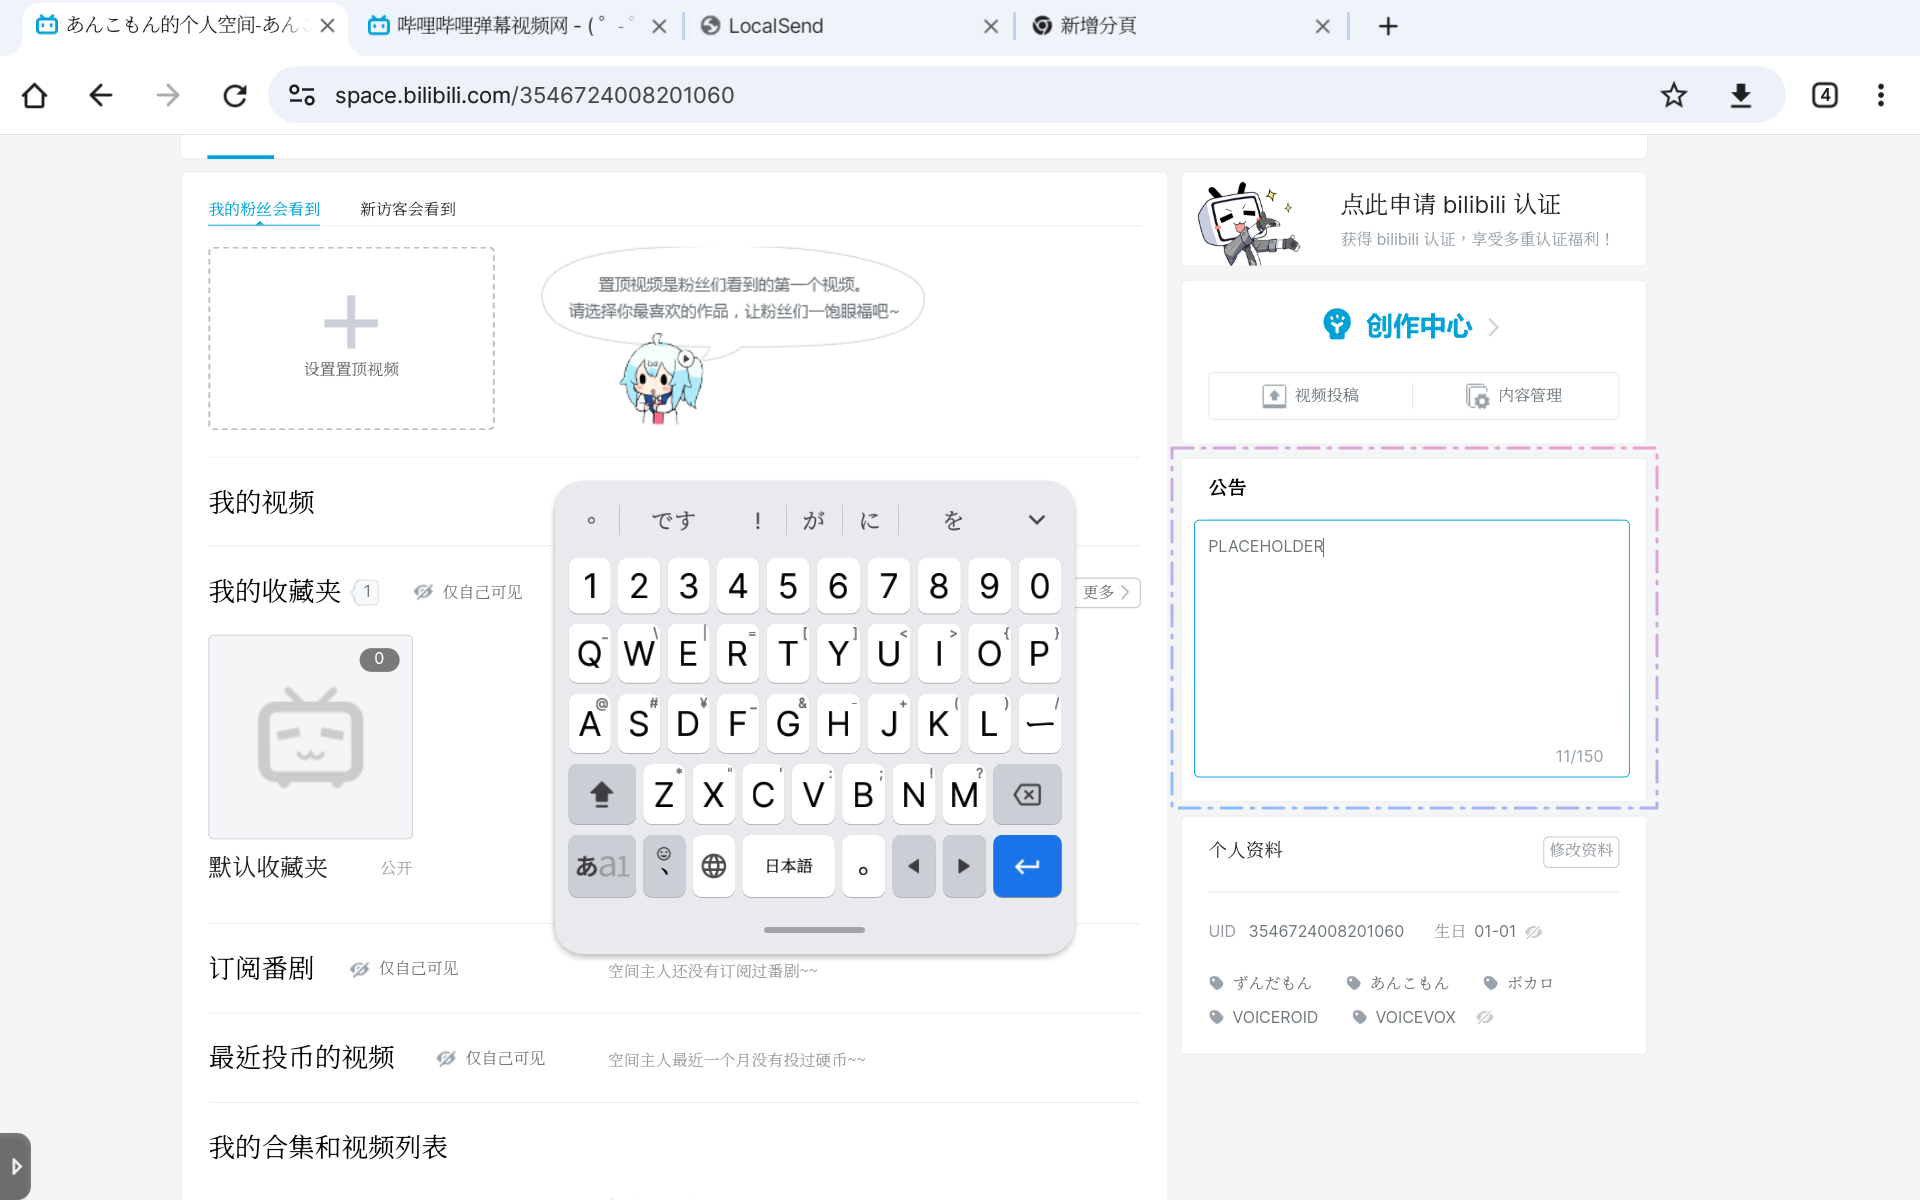 あんこもん的个人空间-あん
哔哩哔哩弹幕视频网 - ( ゜- ゜
LocalSend
新增分頁
space.bilibili.com/3546724008201060
4
我的粉丝会看到
新访客会看到
设置置顶视频
置顶视频是粉丝们看到的第一个视频。
请选择你最喜欢的作品，让粉丝们一饱眼福吧~
点此申请 bilibili 认证
获得 bilibili 认证，享受多重认证福利！
创作中心
视频投稿
内容管理
公告
PLACEHOLDER
11/150
我的视频
我的收藏夹
1
仅自己可见
更多
0
默认收藏夹
公开
订阅番剧
仅自己可见
空间主人还没有订阅过番剧~~
最近投币的视频
仅自己可见
空间主人最近一个月没有投过硬币~~
我的合集和视频列表
。 です ! が に を
1 2 3 4 5 6 7 8 9 0
Q W E R T Y U I O P
_ \ | = [ ] < > { }
A S D F G H J K L ー
@ # ¥ _ & - + ( ) /
Z X C V B N M
* " ' : ; ! ?
あa1 、 日本語 。
个人资料
修改资料
UID 3546724008201060
生日 01-01
ずんだもん
あんこもん
ボカロ
VOICEROID
VOICEVOX